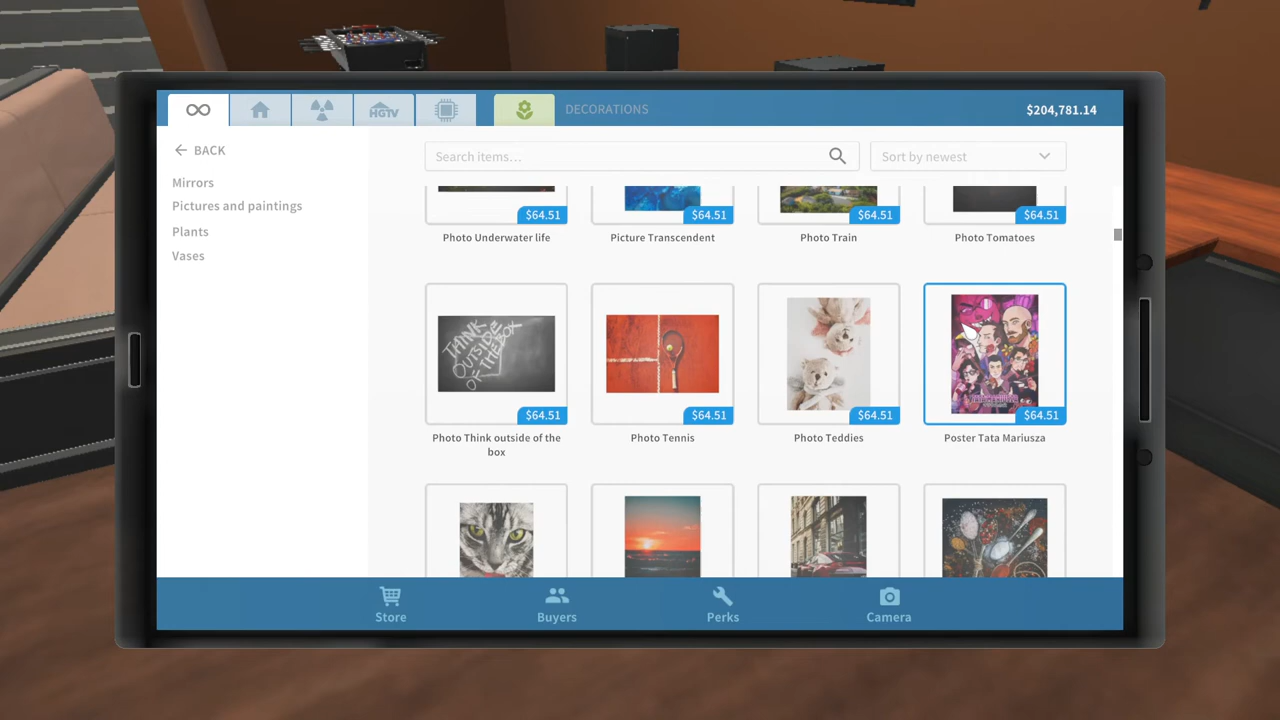 HGTV
DECORATIONS
$204,781.14
BACK
Search items...
Sort by newest
Mirrors
Pictures and paintings
Plants
Vases
$64.51
$64.51
$64.51
$64.51
Photo Underwater life
Picture Transcendent
Photo Train
Photo Tomatoes
THINK
OUTSIDE
OF THE BOX
$64.51
$64.51
$64.51
$64.51
Photo Think outside of the
box
Photo Tennis
Photo Teddies
Poster Tata Mariusza
Store
Buyers
Perks
Camera